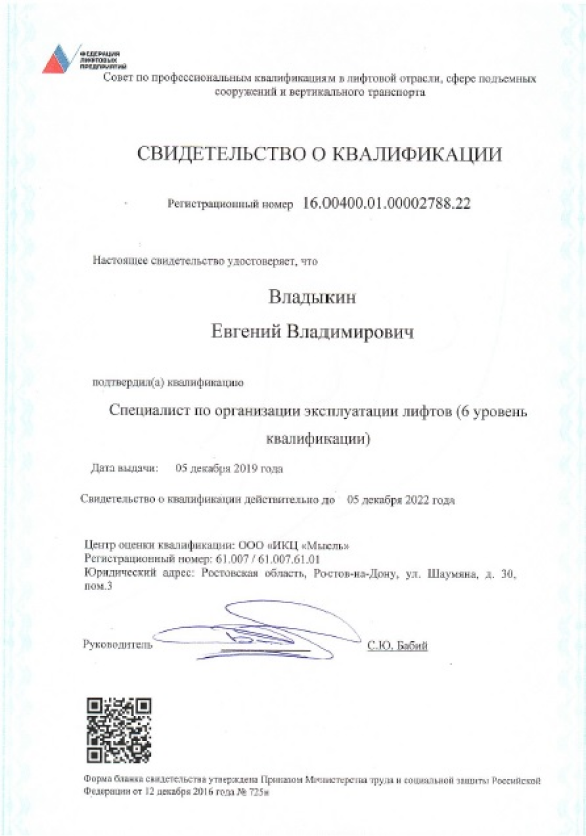 ФЕДЕРАЦИЯ
ЛИФТОВЫХ
ПРЕДПРИЯТИЙ
Совет по профессиональным квалификациям в лифтовой отрасли, сфере подъемных
сооружений и вертикального транспорта
СВИДЕТЕЛЬСТВО О КВАЛИФИКАЦИИ
Регистрационный номер 16.00400.01.00002788.22
Настоящее свидетельство удостоверяет, что
Владыкин
Евгений Владимирович
подтвердил(а) квалификацию
Специалист по организации эксплуатации лифтов (6 уровень
квалификации)
Дата выдачи: 05 декабря 2019 года
Свидетельство о квалификации действительно до 05 декабря 2022 года
Центр оценки квалификации: ООО «ИКЦ «Мысль»
Регистрационный номер: 61.007 / 61.007.61.01
Юридический адрес: Ростовская область, Ростов-на-Дону, ул. Шаумяна, д. 30,
пом.3
Руководитель С.Ю. Бабий
Форма бланка свидетельства утверждена Приказом Министерства труда и социальной защиты Российской
Федерации от 12 декабря 2016 года № 725н